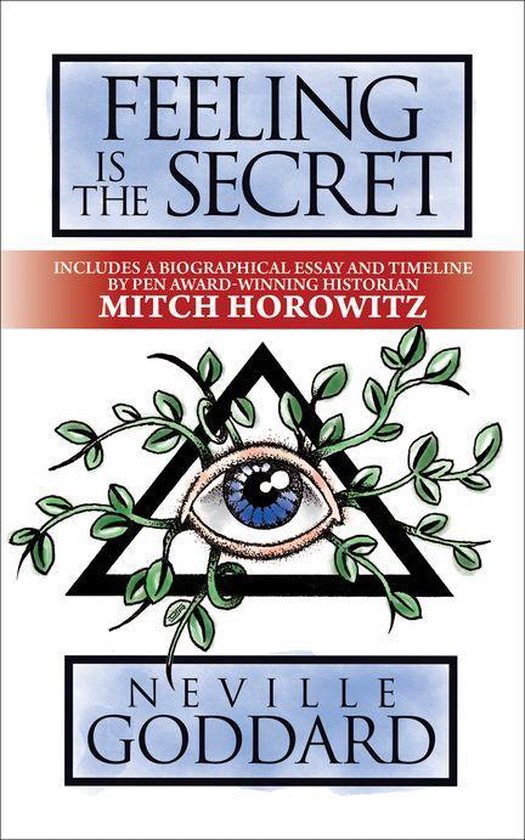 FEELING
IS
THE SECRET
INCLUDES A BIOGRAPHICAL ESSAY AND TIMELINE
BY PEN AWARD-WINNING HISTORIAN
MITCH HOROWITZ
NEVILLE
GODDARD